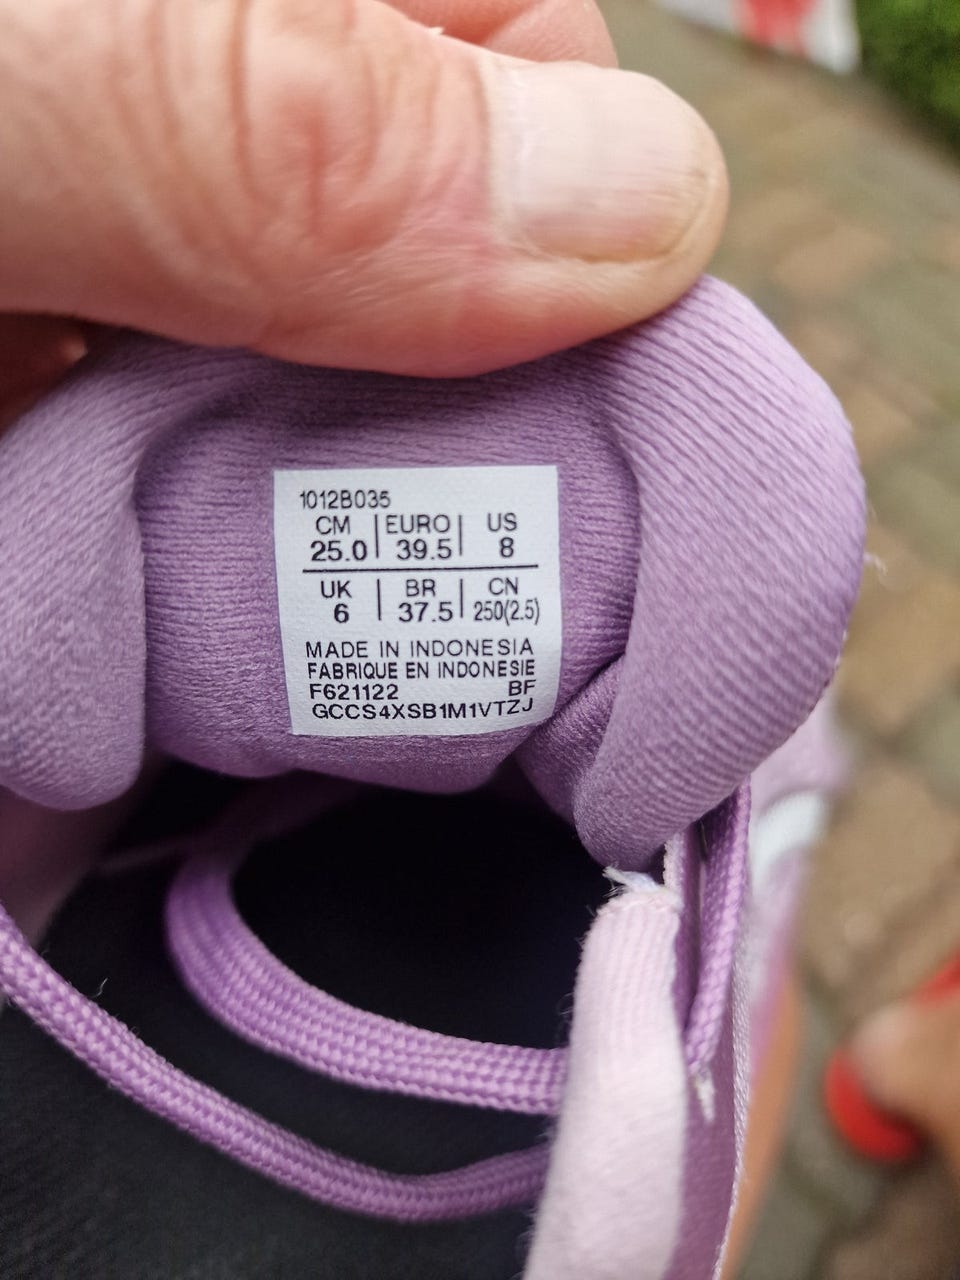 1012B035
CM | EURO | US
25.0 | 39.5 | 8
UK | BR | CN
6 | 37.5 | 250(2.5)
MADE IN INDONESIA
FABRIQUE EN INDONESIE
F621122 BF
GCCS4XSB1M1VTZJ